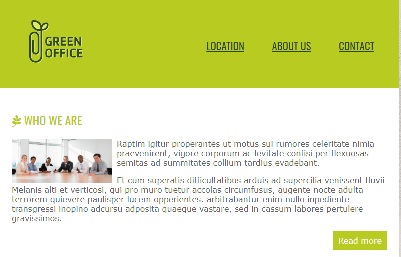 GREEN
OFFICE
LOCATION ABOUT US CONTACT
WHO WE ARE
Raptim igitur properantes ut motus sui rumores celeritate nimia
praevenirent, vigore corporum ac levitate confisi per flexuosas
semitas ad summitates collium tardius evadebant.
Et cum superatis difficultatibus arduis ad supercilia venissent fluvii
Melanis alti et verticosi, qui pro muro tuetur accolas circumfusus, augente nocte adulta
terrorem quievere paulisper lucem opperientes. arbitrabantur enim nullo inpediente
transgressi inopino adcursu adposita quaeque vastare, sed in cassum labores pertulere
gravissimos.
Read more